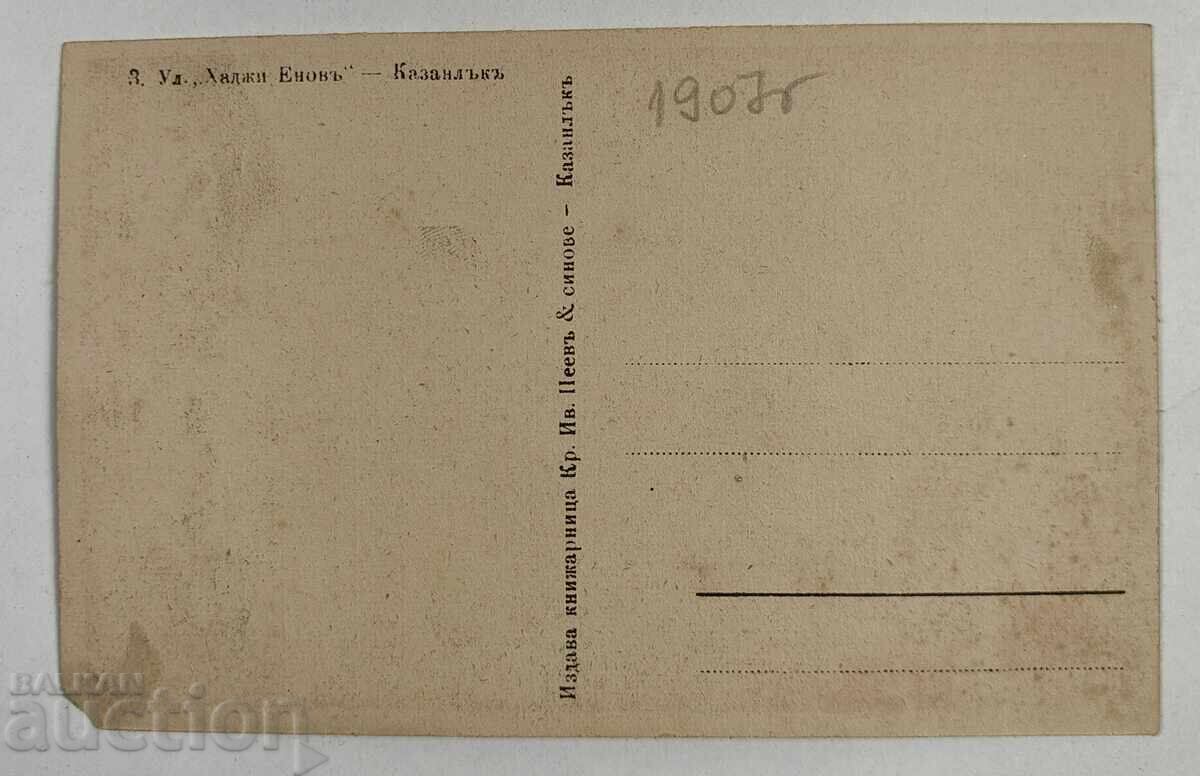 3. Ул. „Хаджи Еновъ“ — Казанлъкъ
1907г
Издава книжарница Кр. Ив. Пеевъ & синове - Казанлъкъ
BALKAN
auction